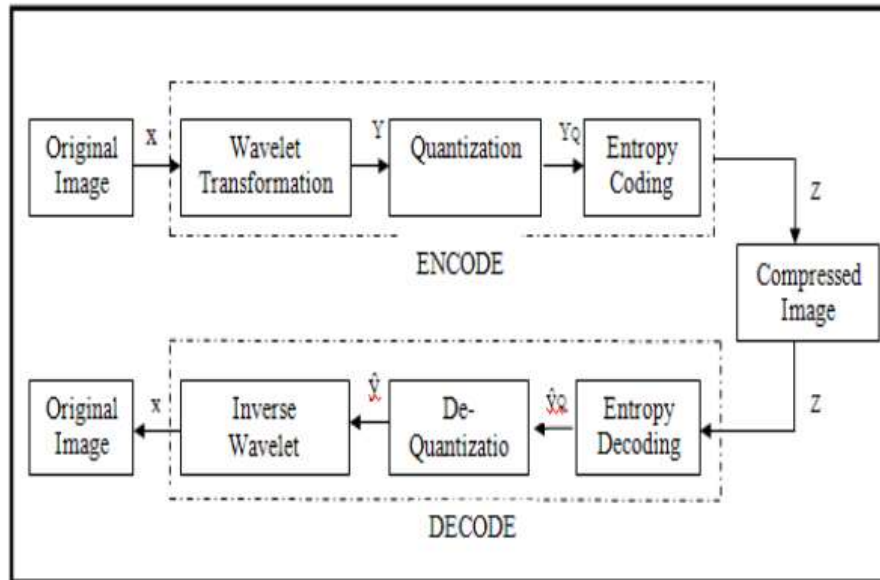 X
Y
Y_Q
Original
Image
Wavelet
Transformation
Quantization
Entropy
Coding
Z
ENCODE
Compressed
Image
Original
Image
x
Inverse
Wavelet
ŷ
De-
Quantizatio
ŷQ
Entropy
Decoding
Z
DECODE